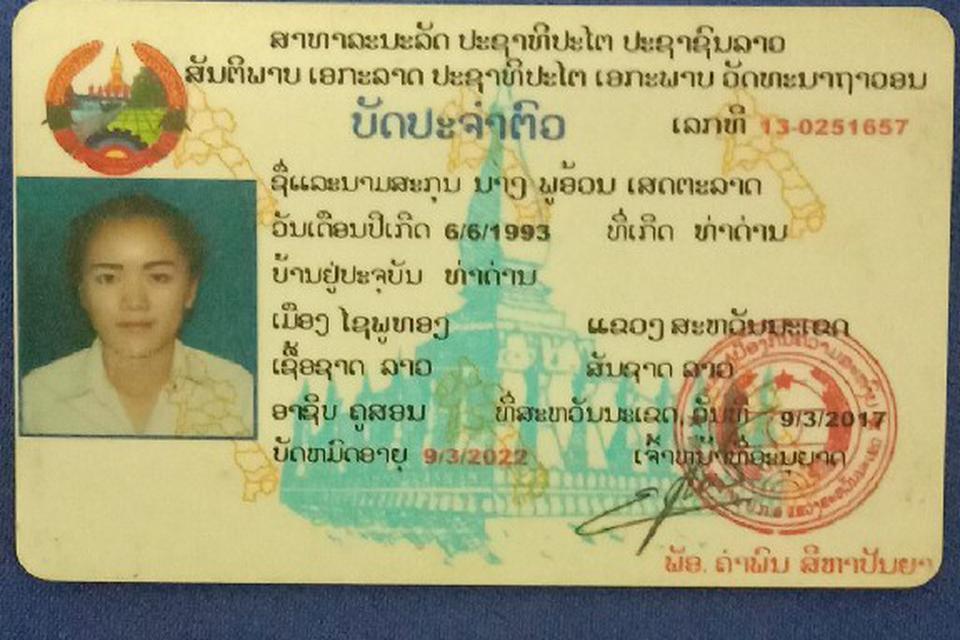 ສາທາລະນະລັດ ປະຊາທິປະໄຕ ປະຊາຊົນລາວ
ສັນຕິພາບ ເອກະລາດ ປະຊາທິປະໄຕ ເອກະພາບ ວັດທະນາຖາວອນ
ບັດປະຈຳຕົວ ເລກທີ 13-0251657
ຊື່ແລະນາມສະກຸນ ນາງ ພູອ້ອນ ເສດຕະລາດ
ວັນເດືອນປີເກີດ 6/6/1993 ທີ່ເກີດ ທ່າດ່ານ
ບ້ານຢູ່ປະຈຸບັນ ທ່າດ່ານ
ເມືອງ ໄຊພູທອງ ແຂວງ ສະຫວັນນະເຂດ
ເຊື້ອຊາດ ລາວ ສັນຊາດ ລາວ
ອາຊີບ ຄູສອນ ທີ່ສະຫວັນນະເຂດ, ວັນທີ 9/3/2017
ບັດຫມົດອາຍຸ 9/3/2022 ເຈົ້າຫນ້າທີ່ອະນຸຍາດ
ພັອ. ຄຳພົນ ສີຫາປັນຍາ